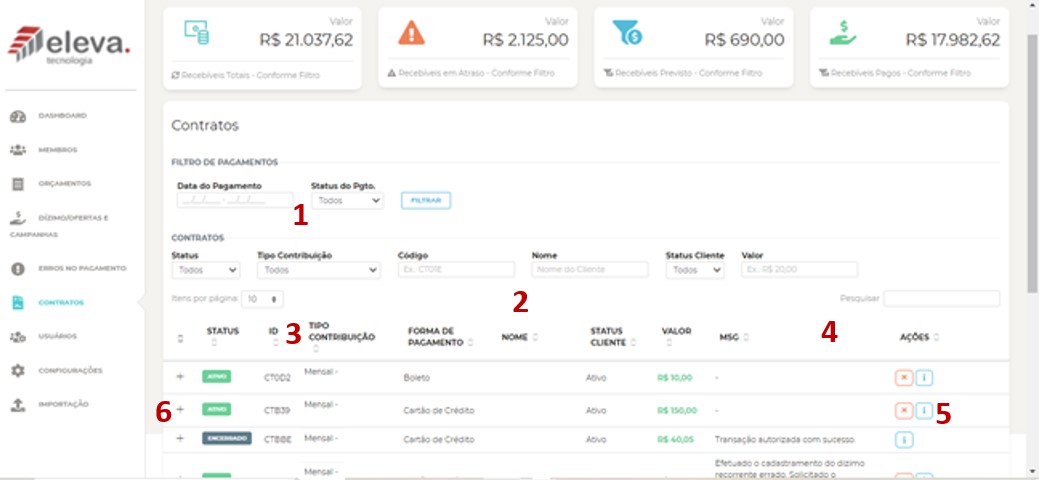 eleva.
tecnologia
DASHBOARD
MEMBROS
ORÇAMENTOS
DÍZIMO/OFERTAS E
CAMPANHAS
ERROS NO PAGAMENTO
CONTRATOS
USUÁRIOS
CONFIGURAÇÕES
IMPORTAÇÃO
Valor
R$ 21.037,62
Recebíveis Totais - Conforme Filtro
Valor
R$ 2.125,00
Recebíveis em Atraso - Conforme Filtro
Valor
R$ 690,00
Recebíveis Previsto - Conforme Filtro
Valor
R$ 17.982,62
Recebíveis Pagos - Conforme Filtro
Contratos
FILTRO DE PAGAMENTOS
Data do Pagamento Status do Pgto.
__/__/____ - __/__/____ Todos FILTRAR
1
CONTRATOS
Status Tipo Contribuição Código Nome Status Cliente Valor
Todos Todos Ex.: CT01E Nome do Cliente Todos Ex.: R$ 20,00
Itens por página: 10 2 Pesquisar
STATUS ID 3 TIPO CONTRIBUIÇÃO FORMA DE PAGAMENTO NOME STATUS CLIENTE VALOR MSG 4 AÇÕES
+ ATIVO CT0D2 Mensal - Boleto Ativo R$ 10,00 - × i
6 + ATIVO CTB39 Mensal - Cartão de Crédito Ativo R$ 150,00 - × i 5
+ ENCERRADO CTBBE Mensal - Cartão de Crédito Ativo R$ 40,05 Transação autorizada com sucesso. i
Mensal - Efetuado o cadastramento do dízimo
recorrente errado. Solicitado o